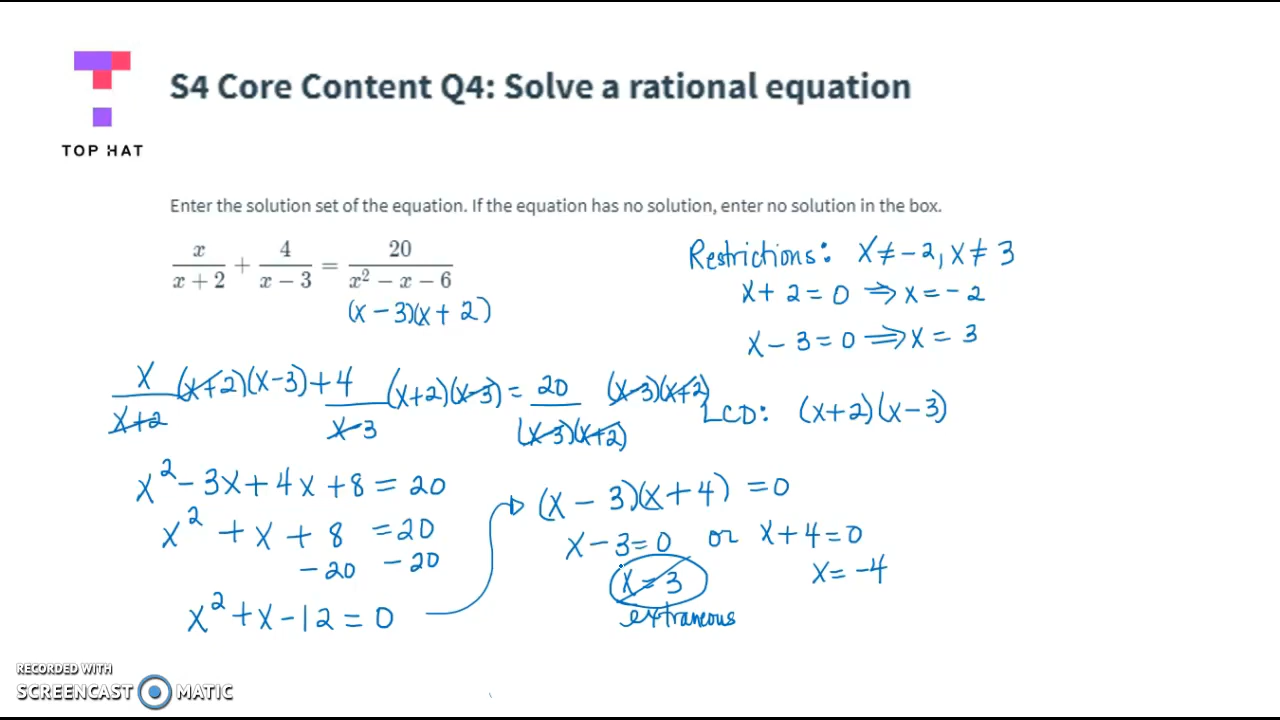 S4 Core Content Q4: Solve a rational equation
TOP HAT
Enter the solution set of the equation. If the equation has no solution, enter no solution in the box.
x/(x + 2) + 4/(x − 3) = 20/(x² − x − 6)
(x − 3)(x + 2)
Restrictions: x ≠ −2, x ≠ 3
x + 2 = 0 ⇒ x = −2
x − 3 = 0 ⇒ x = 3
x/(x+2) (x+2)(x−3) + 4/(x−3) (x+2)(x−3) = 20/((x−3)(x+2)) (x−3)(x+2)
LCD: (x+2)(x−3)
x² − 3x + 4x + 8 = 20
x² + x + 8 = 20
− 20 − 20
x² + x − 12 = 0
(x − 3)(x + 4) = 0
x − 3 = 0 or x + 4 = 0
x = 3 x = −4
extraneous
RECORDED WITH
SCREENCAST MATIC